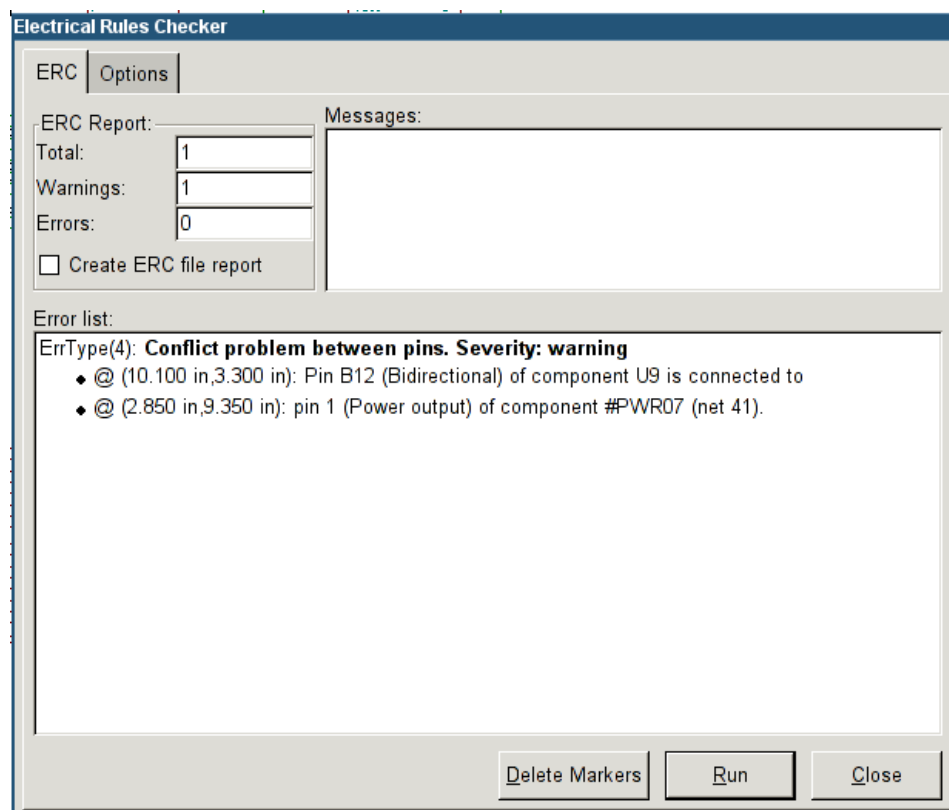 Electrical Rules Checker
ERC
Options
ERC Report:
Messages:
Total:
1
Warnings:
1
Errors:
0
Create ERC file report
Error list:
ErrType(4): Conflict problem between pins. Severity: warning
@ (10.100 in,3.300 in): Pin B12 (Bidirectional) of component U9 is connected to
@ (2.850 in,9.350 in): pin 1 (Power output) of component #PWR07 (net 41).
Delete Markers
Run
Close